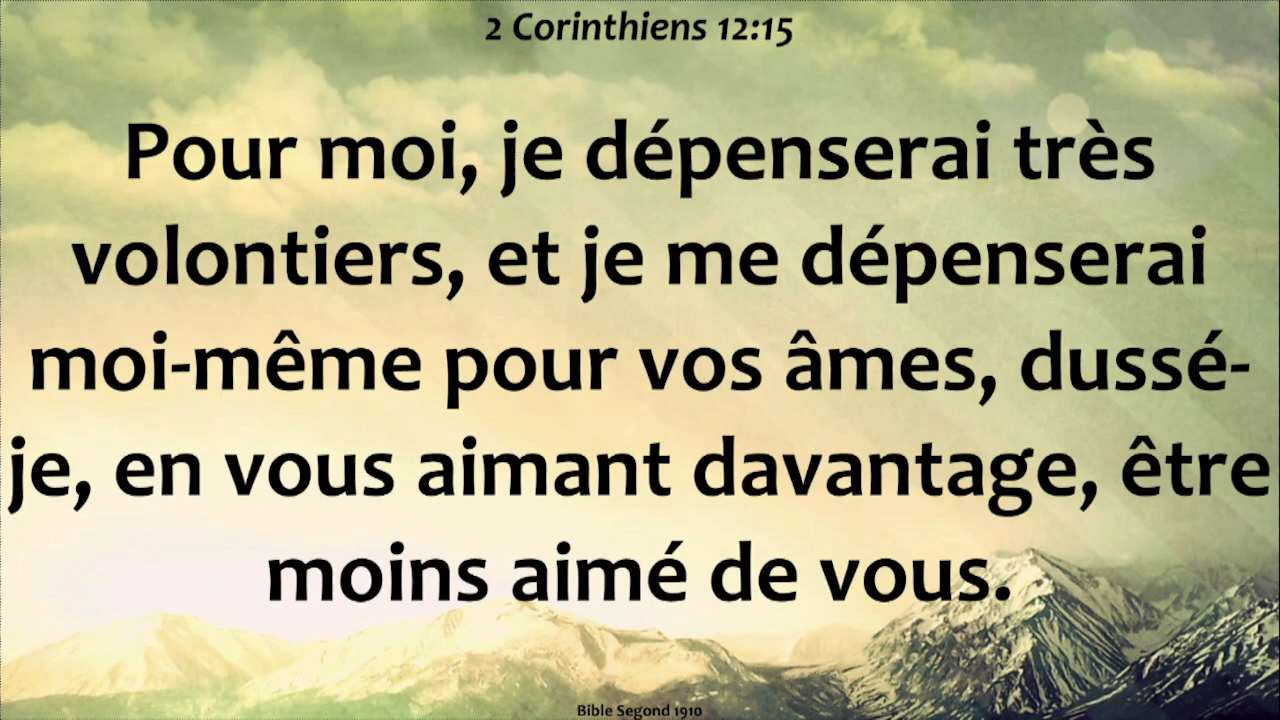 2 Corinthiens 12:15
Pour moi, je dépenserai très
volontiers, et je me dépenserai
moi-même pour vos âmes, dussé-
je, en vous aimant davantage, être
moins aimé de vous.
Bible Segond 1910